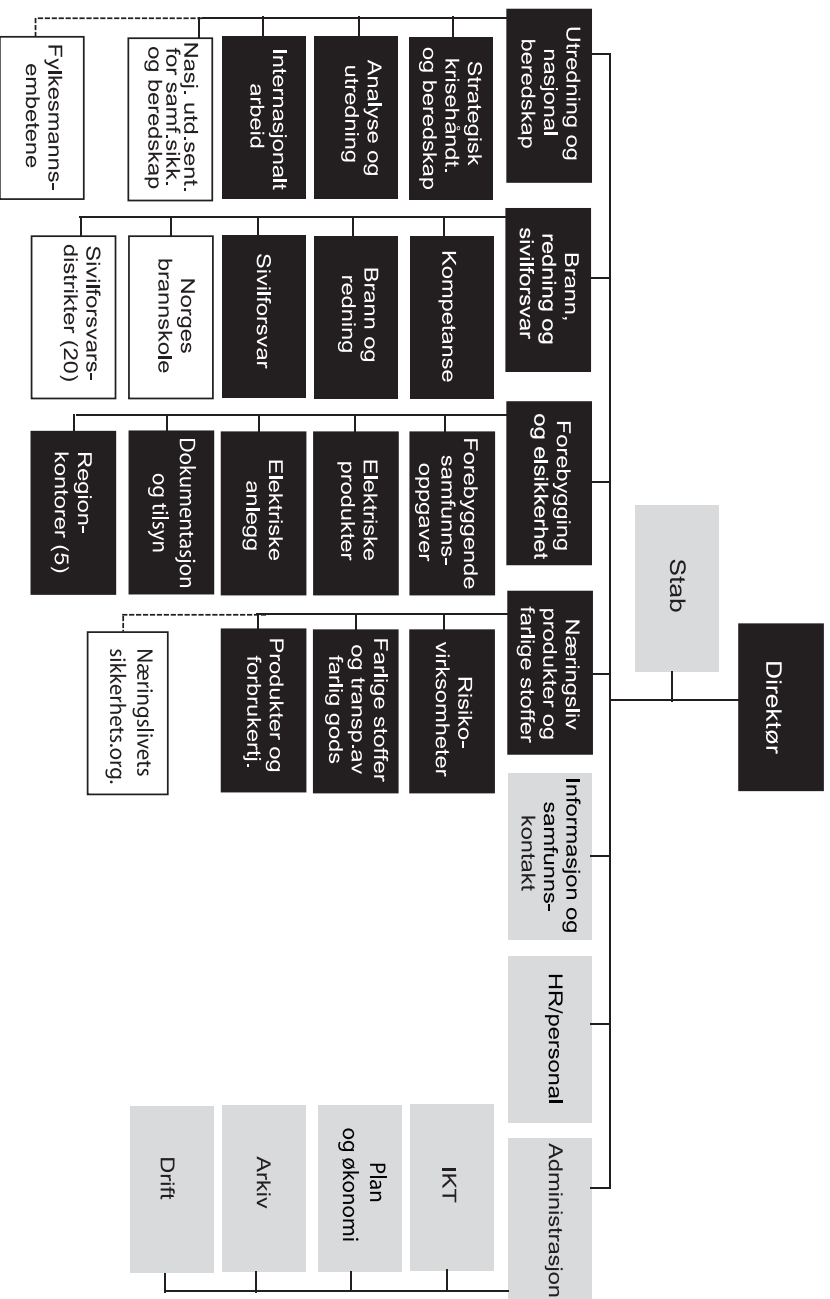 Direktør
Stab
Utredning og
nasjonal
beredskap
Strategisk
krisehåndt.
og beredskap
Analyse og
utredning
Internasjonalt
arbeid
Nasj. utd.sent.
for samf.sikk.
og beredskap
Fylkesmanns-
embetene
Brann,
redning og
sivilforsvar
Kompetanse
Brann og
redning
Sivilforsvar
Norges
brannskole
Sivilforsvars-
distrikter (20)
Forebygging
og elsikkerhet
Forebyggende
samfunns-
oppgaver
Elektriske
produkter
Elektriske
anlegg
Dokumentasjon
og tilsyn
Region-
kontorer (5)
Næringsliv
produkter og
farlige stoffer
Risiko-
virksomheter
Farlige stoffer
og transp.av
farlig gods
Produkter og
forbrukertj.
Næringslivets
sikkerhets.org.
Informasjon og
samfunns-
kontakt
HR/personal
Administrasjon
IKT
Plan
og økonomi
Arkiv
Drift